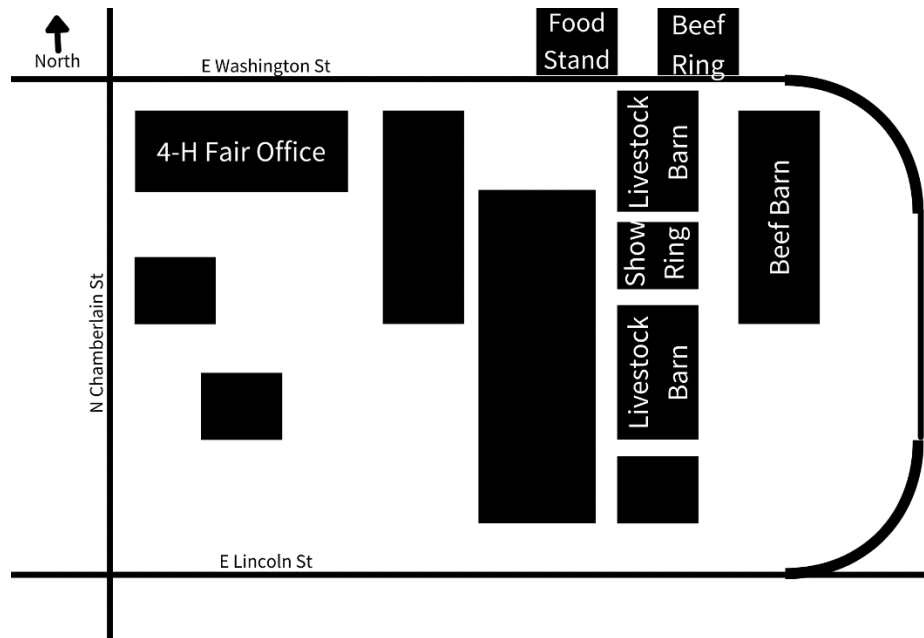 North
Food
Stand
Beef
Ring
E Washington St
4-H Fair Office
Livestock
Barn
Show
Ring
Livestock
Barn
Beef Barn
N Chamberlain St
E Lincoln St